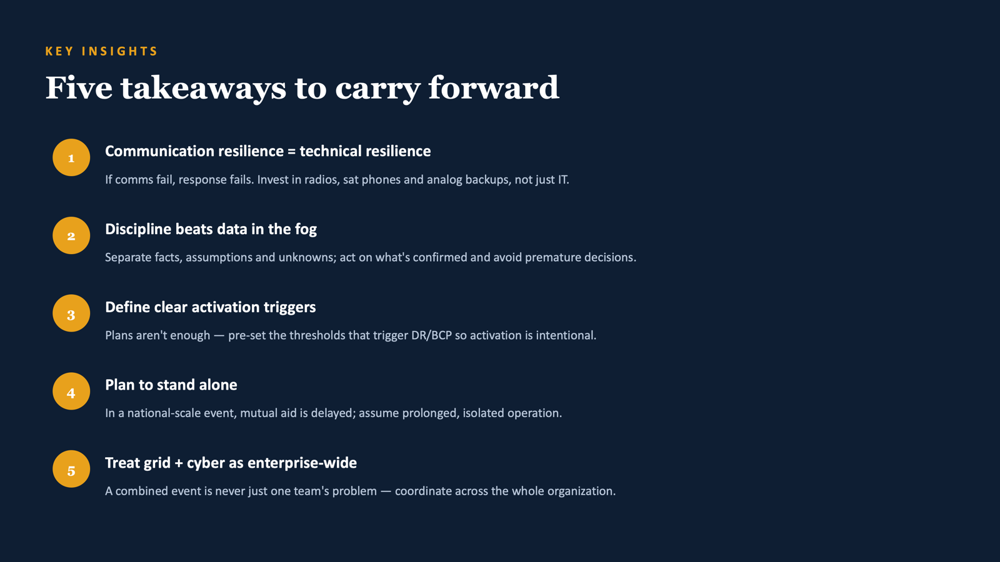 KEY INSIGHTS
Five takeaways to carry forward
1
Communication resilience = technical resilience
If comms fail, response fails. Invest in radios, sat phones and analog backups, not just IT.
2
Discipline beats data in the fog
Separate facts, assumptions and unknowns; act on what's confirmed and avoid premature decisions.
3
Define clear activation triggers
Plans aren't enough — pre-set the thresholds that trigger DR/BCP so activation is intentional.
4
Plan to stand alone
In a national-scale event, mutual aid is delayed; assume prolonged, isolated operation.
5
Treat grid + cyber as enterprise-wide
A combined event is never just one team's problem — coordinate across the whole organization.